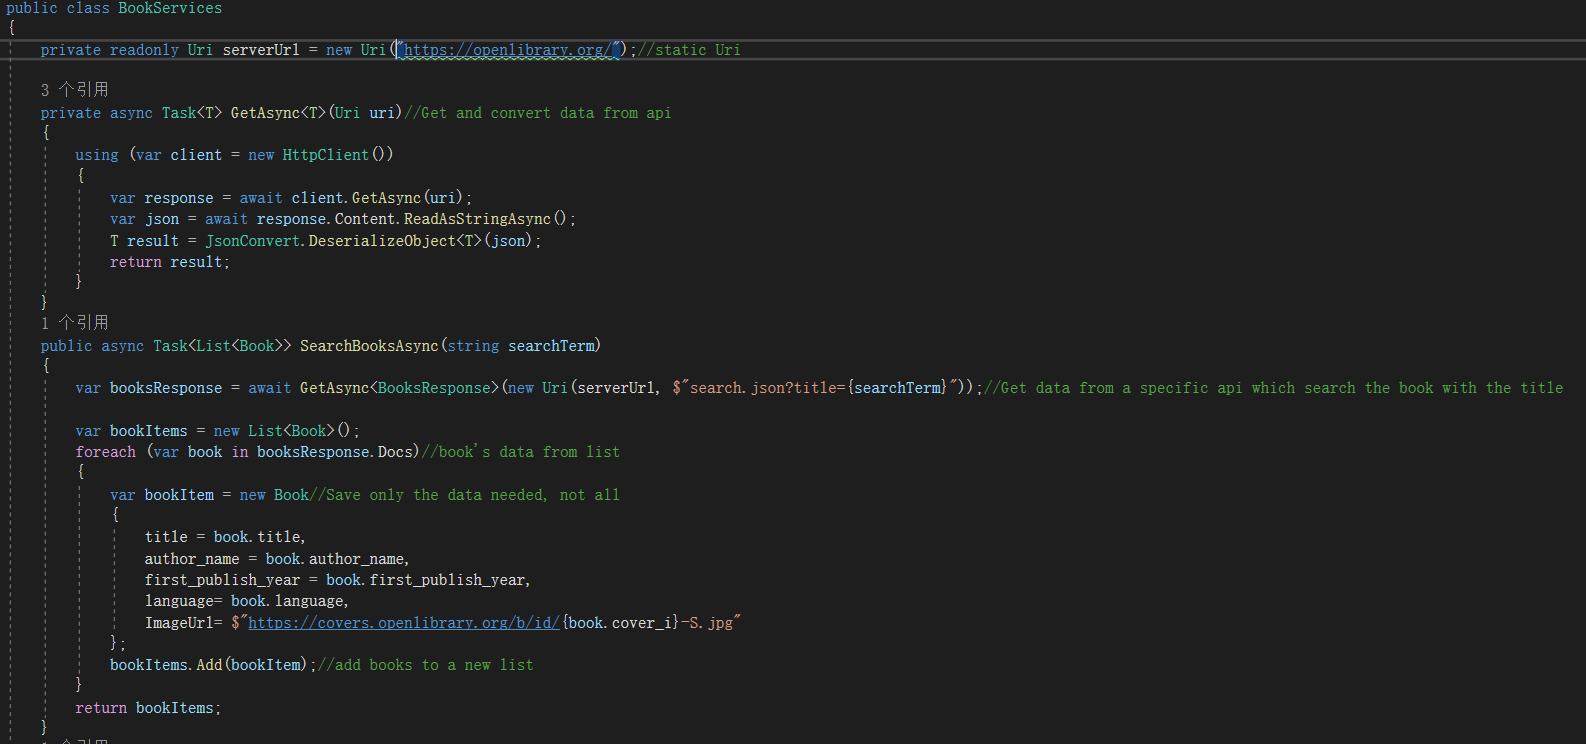 public class BookServices
{
private readonly Uri serverUrl = new Uri("https://openlibrary.org/");//static Uri
3 个引用
private async Task<T> GetAsync<T>(Uri uri)//Get and convert data from api
{
using (var client = new HttpClient())
{
var response = await client.GetAsync(uri);
var json = await response.Content.ReadAsStringAsync();
T result = JsonConvert.DeserializeObject<T>(json);
return result;
}
}
1 个引用
public async Task<List<Book>> SearchBooksAsync(string searchTerm)
{
var booksResponse = await GetAsync<BooksResponse>(new Uri(serverUrl, $"search.json?title={searchTerm}"));//Get data from a specific api which search the book with the title
var bookItems = new List<Book>();
foreach (var book in booksResponse.Docs)//book's data from list
{
var bookItem = new Book//Save only the data needed, not all
{
title = book.title,
author_name = book.author_name,
first_publish_year = book.first_publish_year,
language= book.language,
ImageUrl= $"https://covers.openlibrary.org/b/id/{book.cover_i}-S.jpg"
};
bookItems.Add(bookItem);//add books to a new list
}
return bookItems;
}